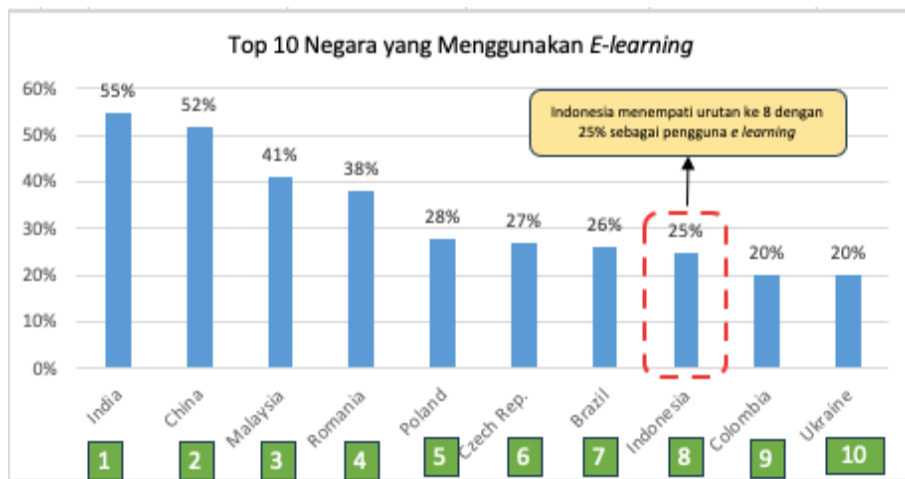 Top 10 Negara yang Menggunakan E-learning
60%
50%
40%
30%
20%
10%
0%
55%
52%
41%
38%
28%
27%
26%
25%
20%
20%
Indonesia menempati urutan ke 8 dengan
25% sebagai pengguna e learning
India
China
Malaysia
Romania
Poland
Czech Rep.
Brazil
Indonesia
Colombia
Ukraine
1
2
3
4
5
6
7
8
9
10